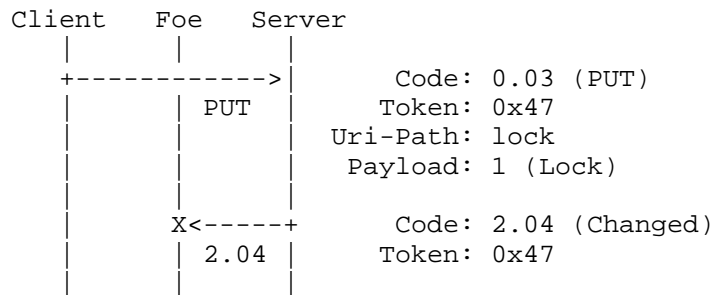 Client Foe Server
Code: 0.03 (PUT)
PUT Token: 0x47
Uri-Path: lock
Payload: 1 (Lock)
X Code: 2.04 (Changed)
2.04 Token: 0x47